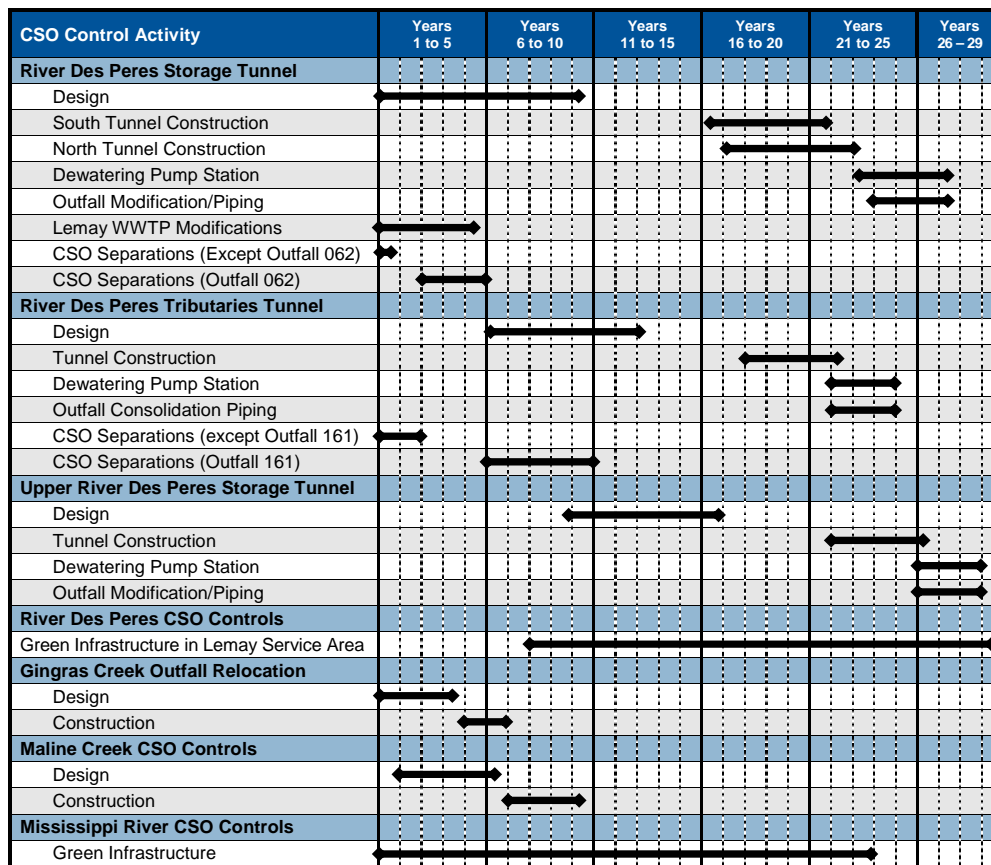 CSO Control Activity
Years
1 to 5
Years
6 to 10
Years
11 to 15
Years
16 to 20
Years
21 to 25
Years
26 – 29
River Des Peres Storage Tunnel
Design
South Tunnel Construction
North Tunnel Construction
Dewatering Pump Station
Outfall Modification/Piping
Lemay WWTP Modifications
CSO Separations (Except Outfall 062)
CSO Separations (Outfall 062)
River Des Peres Tributaries Tunnel
Design
Tunnel Construction
Dewatering Pump Station
Outfall Consolidation Piping
CSO Separations (except Outfall 161)
CSO Separations (Outfall 161)
Upper River Des Peres Storage Tunnel
Design
Tunnel Construction
Dewatering Pump Station
Outfall Modification/Piping
River Des Peres CSO Controls
Green Infrastructure in Lemay Service Area
Gingras Creek Outfall Relocation
Design
Construction
Maline Creek CSO Controls
Design
Construction
Mississippi River CSO Controls
Green Infrastructure